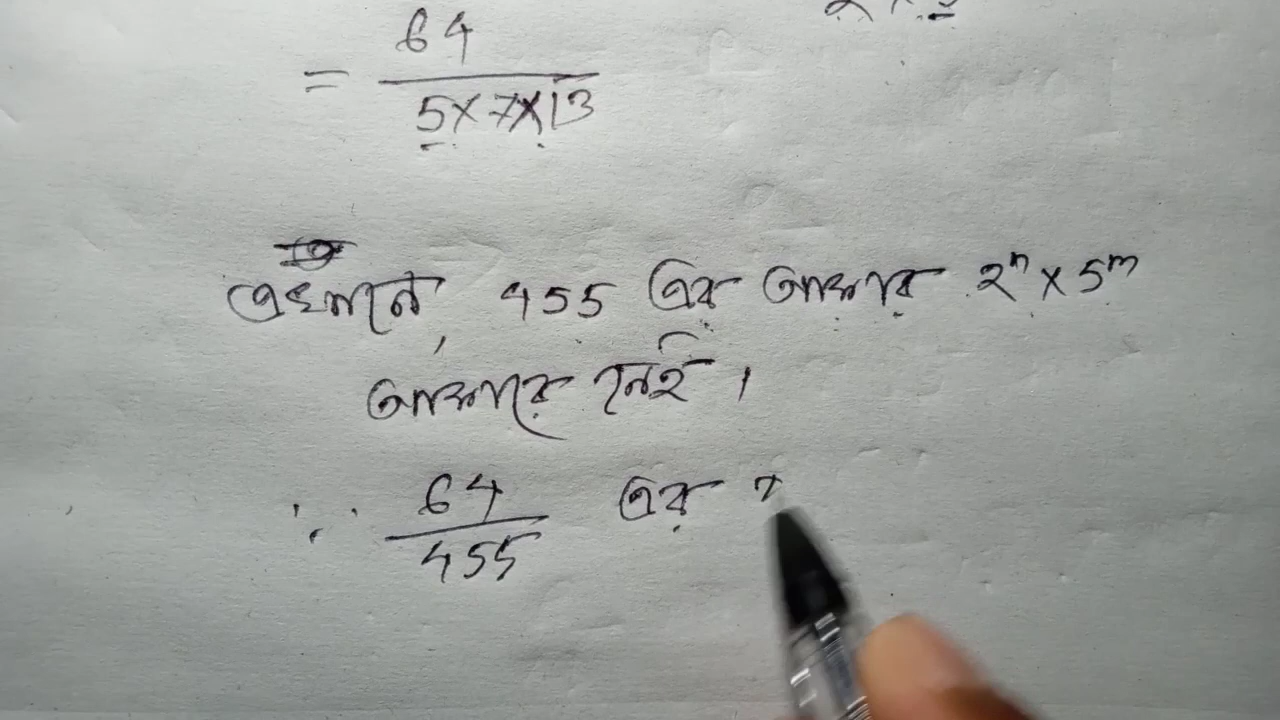 = 64 / 5×7×13
এখানে, 455 এর আকার 2ⁿ × 5ᵐ
আকারে নেই।
∴ 64 / 455 এর